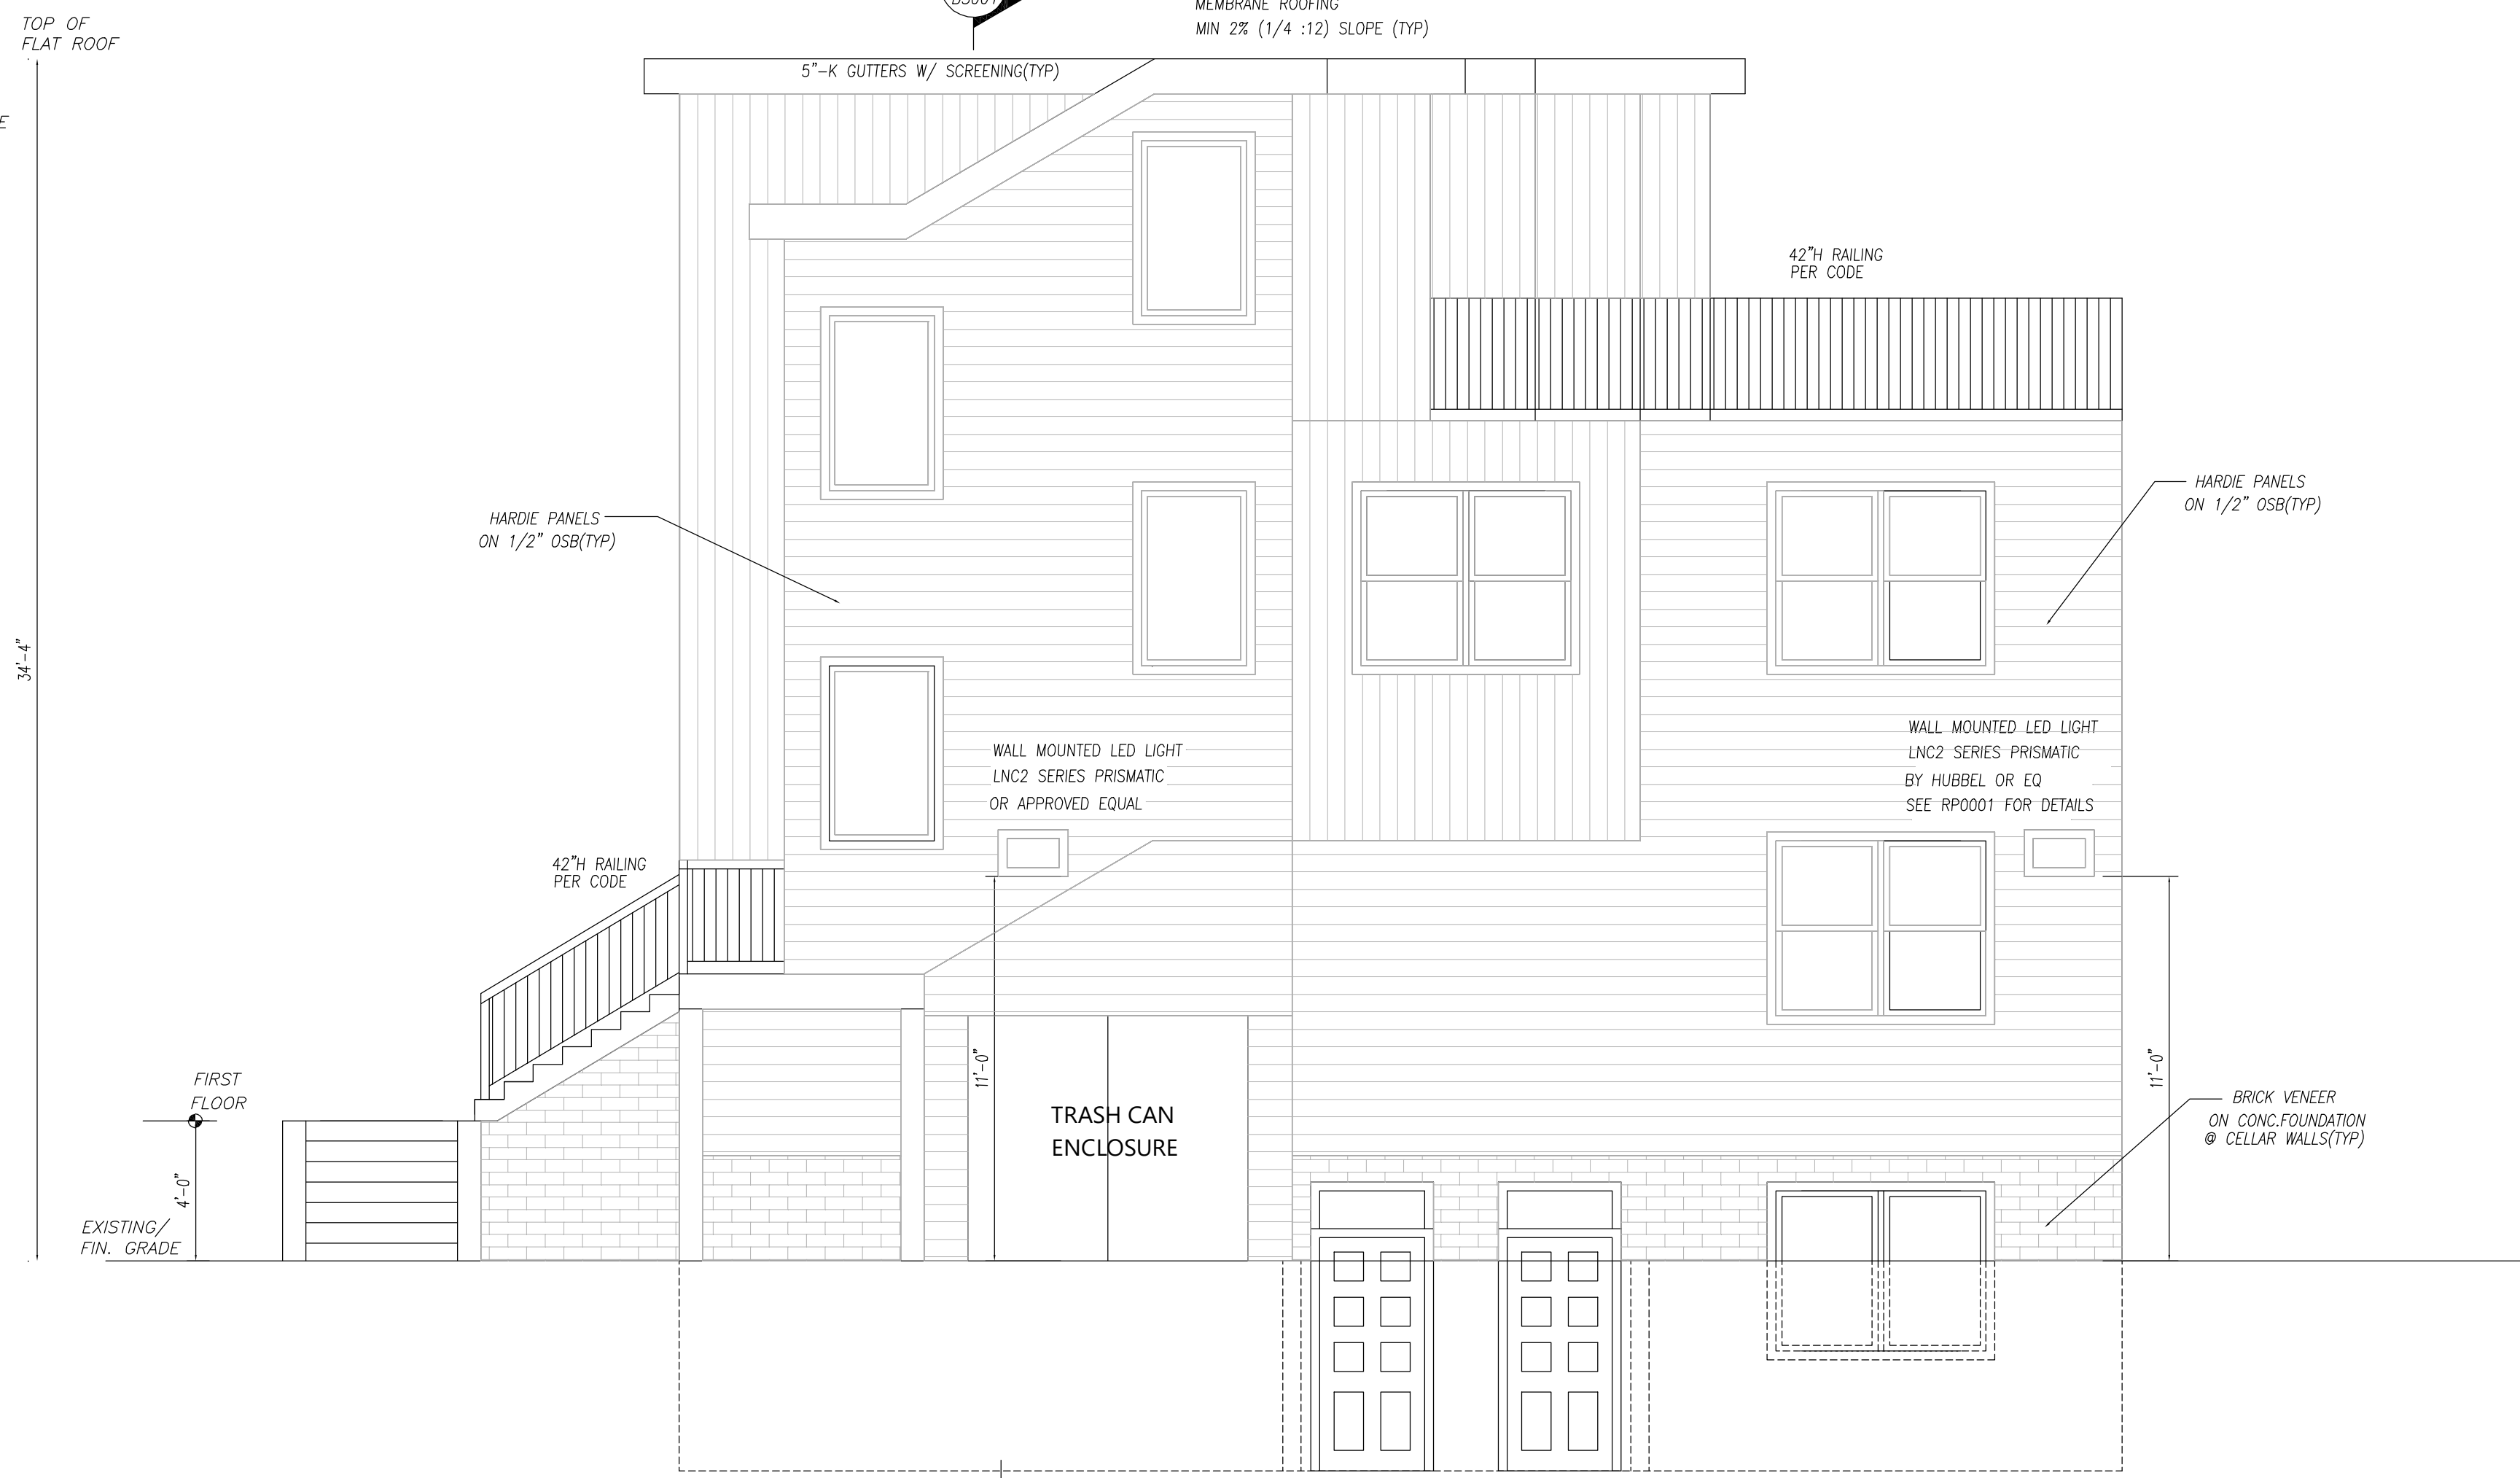 TOP OF
FLAT ROOF
MEMBRANE ROOFING
MIN 2% (1/4 :12) SLOPE (TYP)
5"-K GUTTERS W/ SCREENING(TYP)
42"H RAILING
PER CODE
HARDIE PANELS
ON 1/2" OSB(TYP)
HARDIE PANELS
ON 1/2" OSB(TYP)
34'-4"
WALL MOUNTED LED LIGHT
LNC2 SERIES PRISMATIC
OR APPROVED EQUAL
WALL MOUNTED LED LIGHT
LNC2 SERIES PRISMATIC
BY HUBBEL OR EQ
SEE RP0001 FOR DETAILS
42"H RAILING
PER CODE
11'-0"
11'-0"
FIRST
FLOOR
TRASH CAN
ENCLOSURE
BRICK VENEER
ON CONC.FOUNDATION
@ CELLAR WALLS(TYP)
4'-0"
EXISTING/
FIN. GRADE